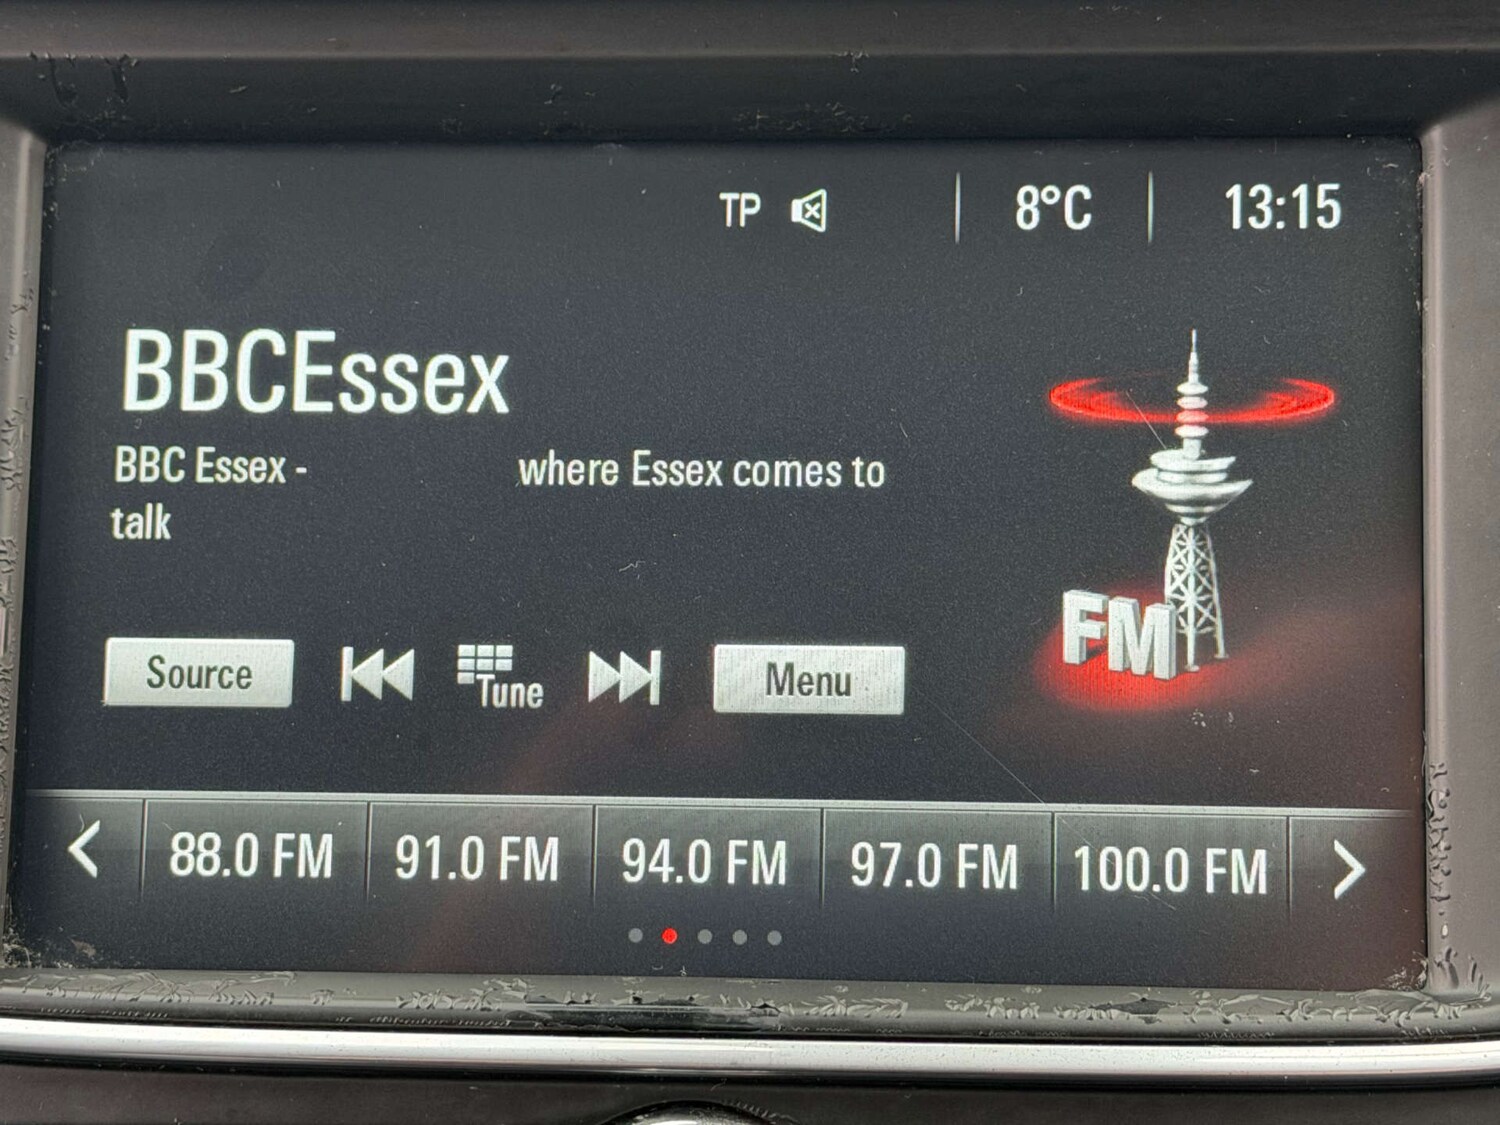 TP 8°C 13:15
BBCEssex
BBC Essex - where Essex comes to
talk
Source Tune Menu
FM
88.0 FM 91.0 FM 94.0 FM 97.0 FM 100.0 FM